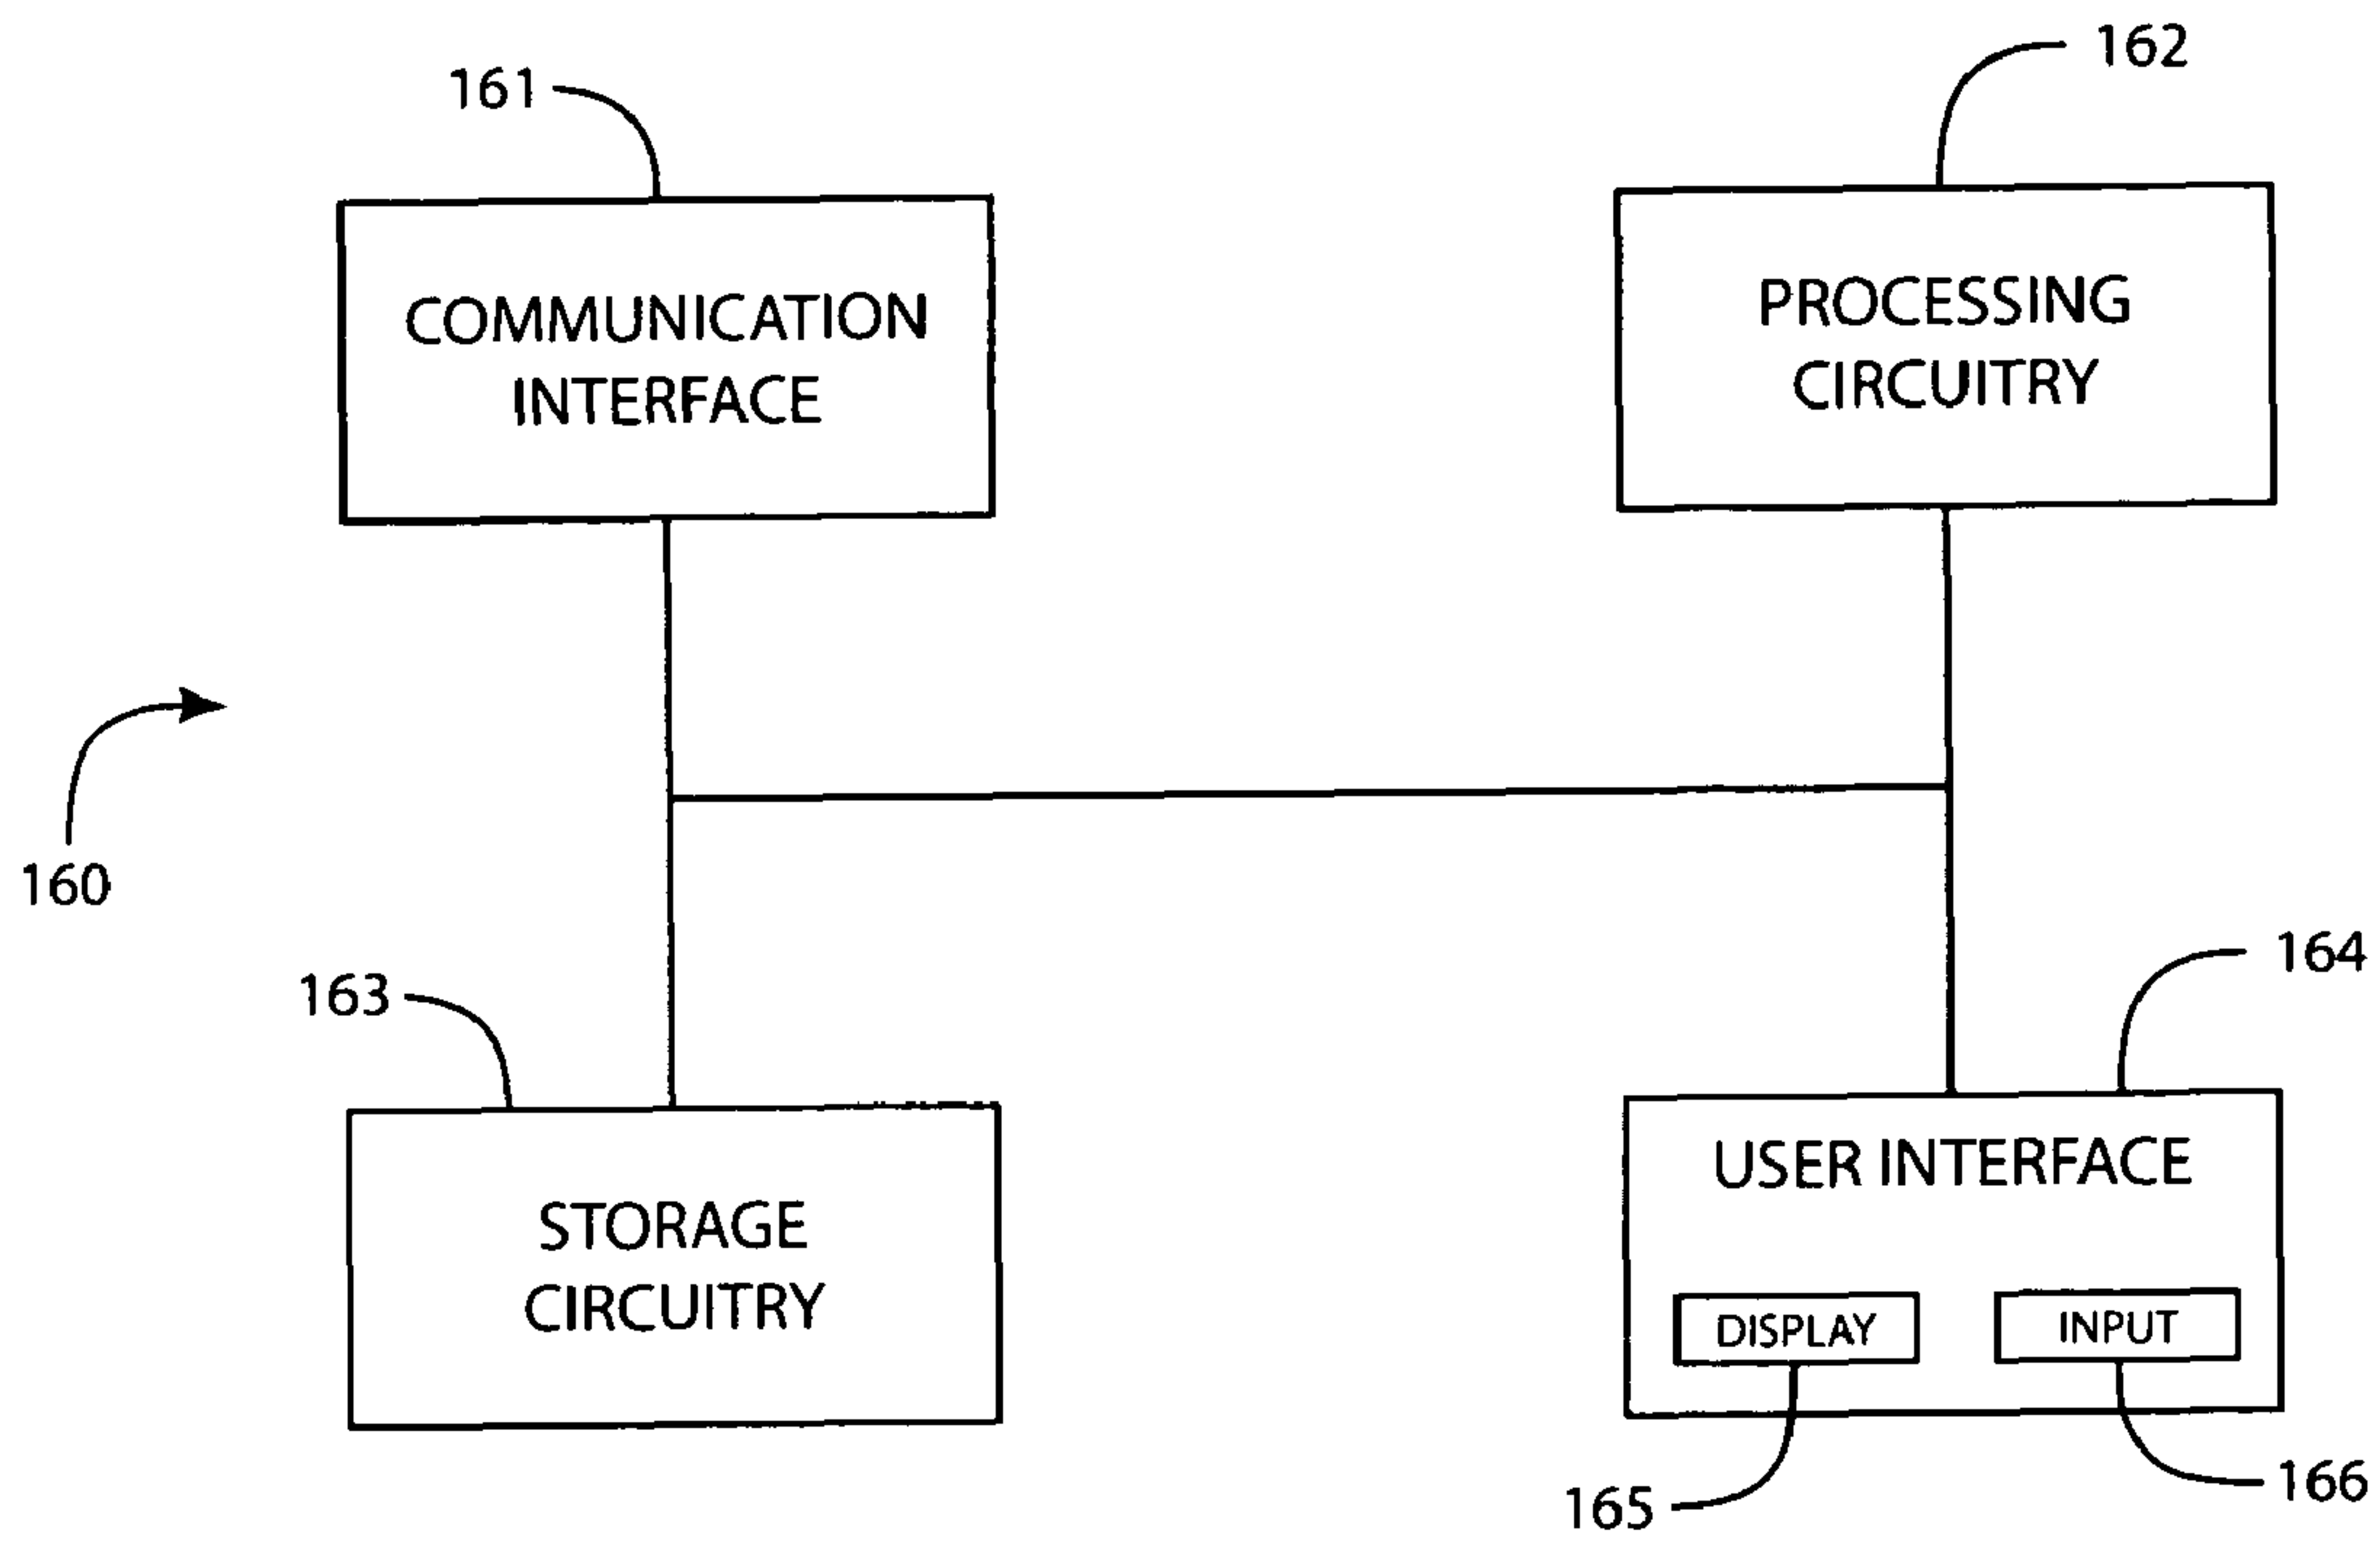 161
162
COMMUNICATION
INTERFACE
PROCESSING
CIRCUITRY
160
163
164
STORAGE
CIRCUITRY
USER INTERFACE
DISPLAY
INPUT
165
166